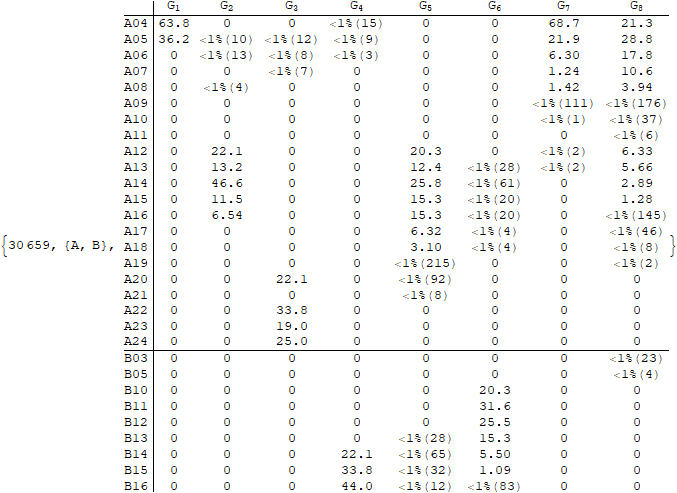 G1 G2 G3 G4 G5 G6 G7 G8
A04 63.8 0 0 <1%(15) 0 0 68.7 21.3
A05 36.2 <1%(10) <1%(12) <1%(9) 0 0 21.9 28.8
A06 0 <1%(13) <1%(8) <1%(3) 0 0 6.30 17.8
A07 0 0 <1%(7) 0 0 0 1.24 10.6
A08 0 <1%(4) 0 0 0 0 1.42 3.94
A09 0 0 0 0 0 0 <1%(111) <1%(176)
A10 0 0 0 0 0 0 <1%(1) <1%(37)
A11 0 0 0 0 0 0 0 <1%(6)
A12 0 22.1 0 0 20.3 0 <1%(2) 6.33
A13 0 13.2 0 0 12.4 <1%(28) <1%(2) 5.66
A14 0 46.6 0 0 25.8 <1%(61) 0 2.89
A15 0 11.5 0 0 15.3 <1%(20) 0 1.28
A16 0 6.54 0 0 15.3 <1%(20) 0 <1%(145)
A17 0 0 0 0 6.32 <1%(4) 0 <1%(46)
{30659, {A, B}, A18 0 0 0 0 3.10 <1%(4) 0 <1%(8) }
A19 0 0 0 0 <1%(215) 0 0 <1%(2)
A20 0 0 22.1 0 <1%(92) 0 0 0
A21 0 0 0 0 <1%(8) 0 0 0
A22 0 0 33.8 0 0 0 0 0
A23 0 0 19.0 0 0 0 0 0
A24 0 0 25.0 0 0 0 0 0
B03 0 0 0 0 0 0 0 <1%(23)
B05 0 0 0 0 0 0 0 <1%(4)
B10 0 0 0 0 0 20.3 0 0
B11 0 0 0 0 0 31.6 0 0
B12 0 0 0 0 0 25.5 0 0
B13 0 0 0 0 <1%(28) 15.3 0 0
B14 0 0 0 22.1 <1%(65) 5.50 0 0
B15 0 0 0 33.8 <1%(32) 1.09 0 0
B16 0 0 0 44.0 <1%(12) <1%(83) 0 0